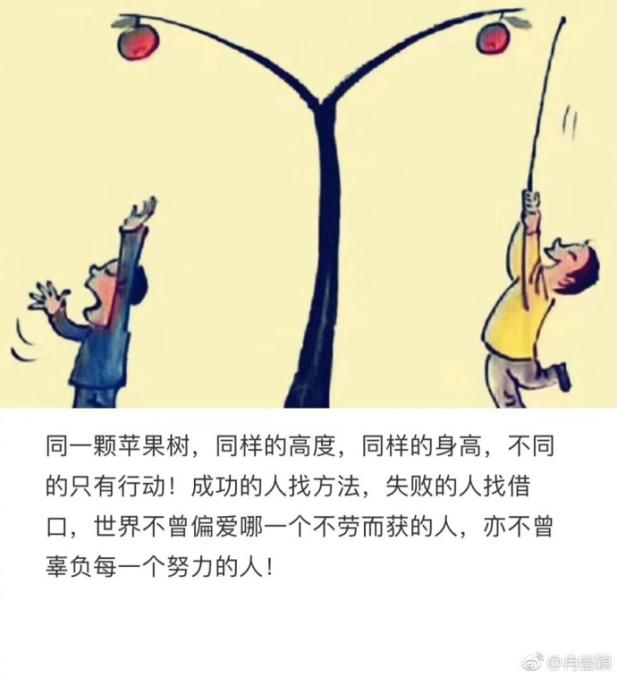 同一颗苹果树，同样的高度，同样的身高，不同
的只有行动！成功的人找方法，失败的人找借
口，世界不曾偏爱哪一个不劳而获的人，亦不曾
辜负每一个努力的人！
@冉莹颖